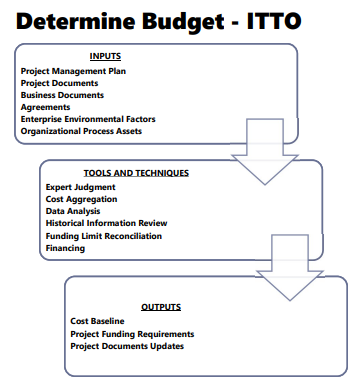 Determine Budget - ITTO
INPUTS
Project Management Plan
Project Documents
Business Documents
Agreements
Enterprise Environmental Factors
Organizational Process Assets
TOOLS AND TECHNIQUES
Expert Judgment
Cost Aggregation
Data Analysis
Historical Information Review
Funding Limit Reconciliation
Financing
OUTPUTS
Cost Baseline
Project Funding Requirements
Project Documents Updates